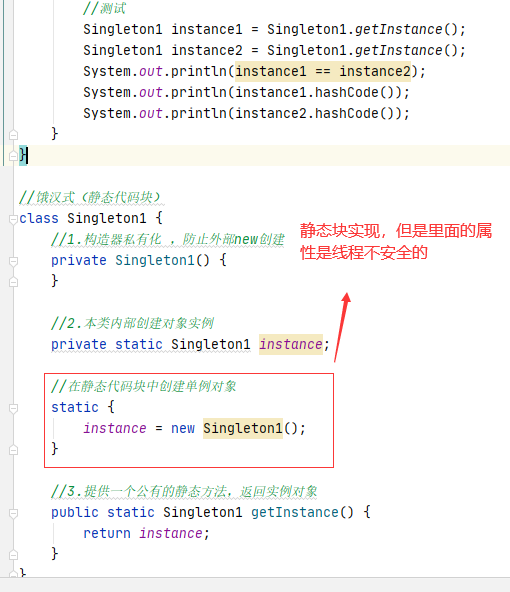 //测试
Singleton1 instance1 = Singleton1.getInstance();
Singleton1 instance2 = Singleton1.getInstance();
System.out.println(instance1 == instance2);
System.out.println(instance1.hashCode());
System.out.println(instance2.hashCode());
}
}
//饿汉式（静态代码块）
class Singleton1 {
//1.构造器私有化 ，防止外部new创建
private Singleton1() {
}
静态块实现，但是里面的属
性是线程不安全的
//2.本类内部创建对象实例
private static Singleton1 instance;
//在静态代码块中创建单例对象
static {
instance = new Singleton1();
}
//3.提供一个公有的静态方法，返回实例对象
public static Singleton1 getInstance() {
return instance;
}
}